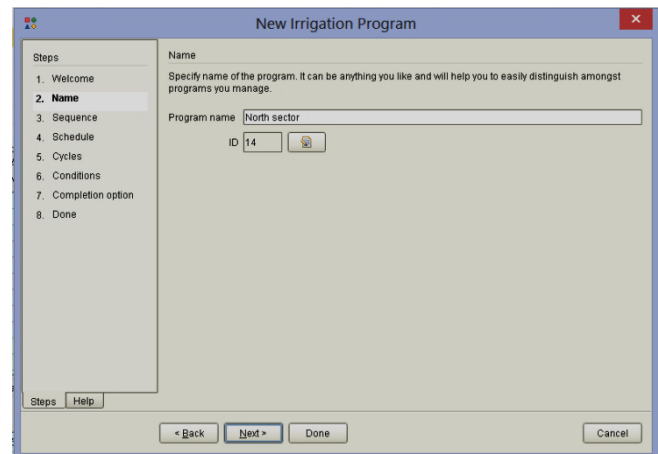 New Irrigation Program
Steps
1. Welcome
2. Name
3. Sequence
4. Schedule
5. Cycles
6. Conditions
7. Completion option
8. Done
Name
Specify name of the program. It can be anything you like and will help you to easily distinguish amongst
programs you manage.
Program name North sector
ID 14
Steps Help
< Back Next > Done Cancel